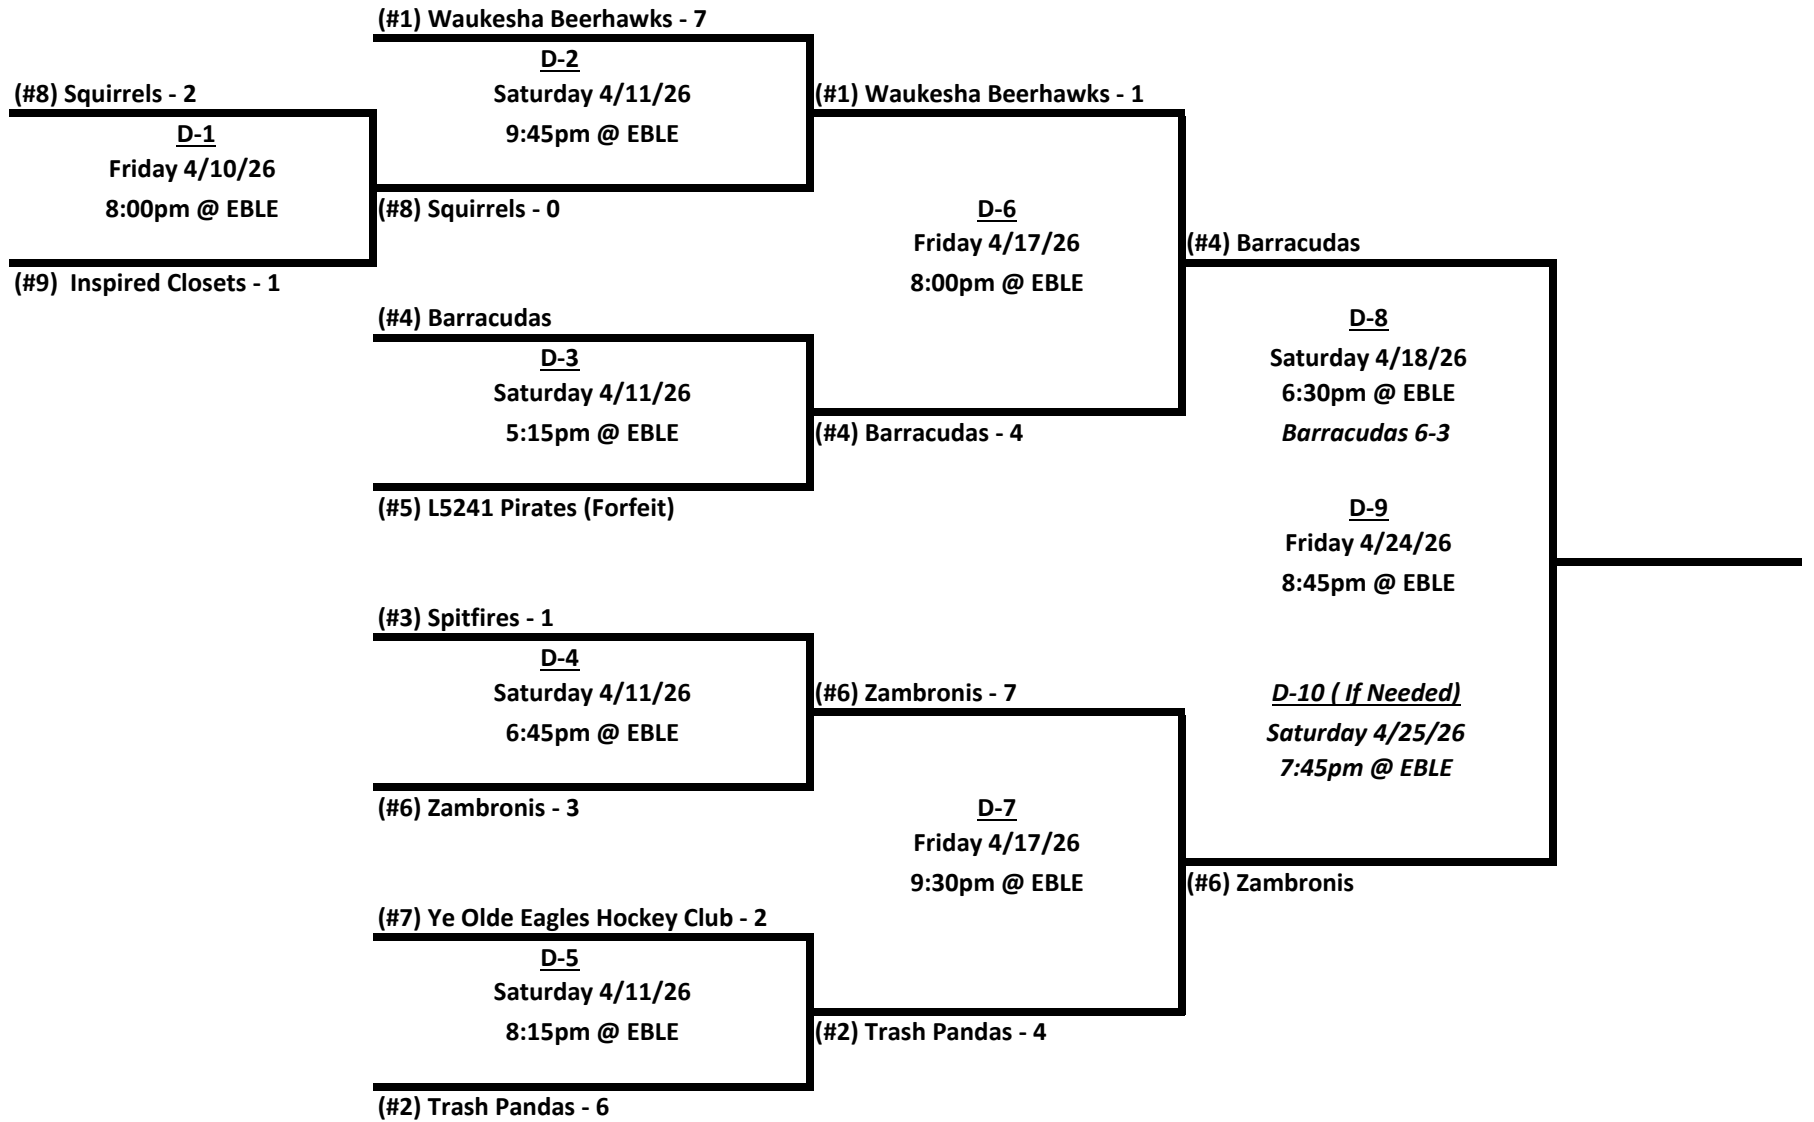 (#1) Waukesha Beerhawks - 7
D-2
Saturday 4/11/26
9:45pm @ EBLE
(#8) Squirrels - 2
D-1
Friday 4/10/26
8:00pm @ EBLE
(#9)  Inspired Closets - 1
(#8) Squirrels - 0
(#1) Waukesha Beerhawks - 1
D-6
Friday 4/17/26
8:00pm @ EBLE
(#4) Barracudas
D-3
Saturday 4/11/26
5:15pm @ EBLE
(#5) L5241 Pirates (Forfeit)
(#4) Barracudas - 4
(#4) Barracudas
D-8
Saturday 4/18/26
6:30pm @ EBLE
Barracudas 6-3
D-9
Friday 4/24/26
8:45pm @ EBLE
D-10 ( If Needed)
Saturday 4/25/26
7:45pm @ EBLE
(#6) Zambronis
(#3) Spitfires - 1
D-4
Saturday 4/11/26
6:45pm @ EBLE
(#6) Zambronis - 3
(#6) Zambronis - 7
D-7
Friday 4/17/26
9:30pm @ EBLE
(#7) Ye Olde Eagles Hockey Club - 2
D-5
Saturday 4/11/26
8:15pm @ EBLE
(#2) Trash Pandas - 4
(#2) Trash Pandas - 6